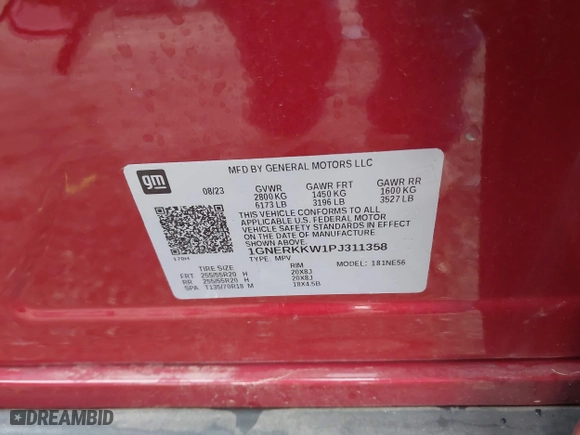 MFD BY GENERAL MOTORS LLC
gm
08/23 GVWR GAWR FRT GAWR RR
2800 KG 1450 KG 1600 KG
6173 LB 3196 LB 3527 LB
THIS VEHICLE CONFORMS TO ALL
APPLICABLE U.S. FEDERAL MOTOR
VEHICLE SAFETY STANDARDS IN EFFECT
ON THE DATE OF MANUFACTURE
SHOWN ABOVE.
1GNERKKW1PJ311358
TYPE: MPV MODEL: 181NE56
TIRE SIZE RIM
FRT 255/55R20 H 20X8J
RR 255/55R20 H 20X8J
SPA T135/70R18 M 18X4.5B
DREAMBID